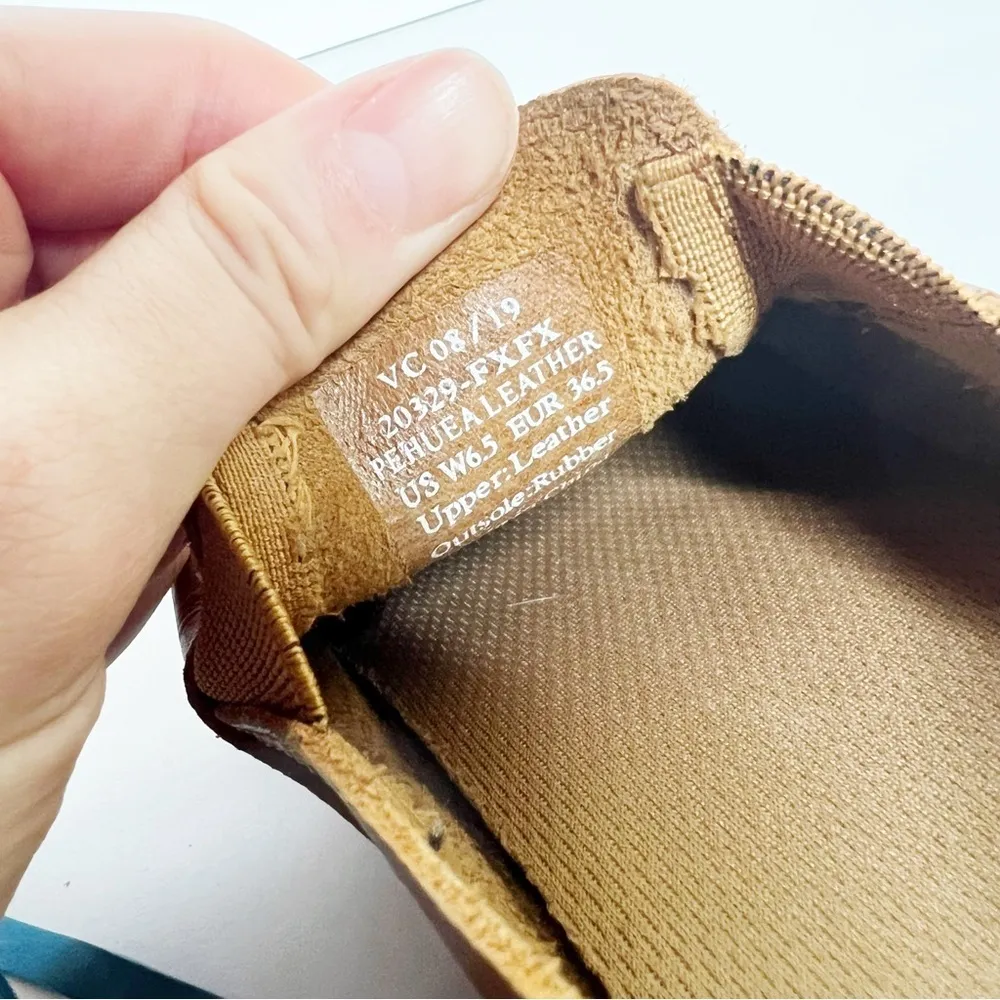 VC 08/19
20329-FXFX
PEHUEA LEATHER
US W6.5 EUR 36.5
Upper:Leather
Outsole:Rubber